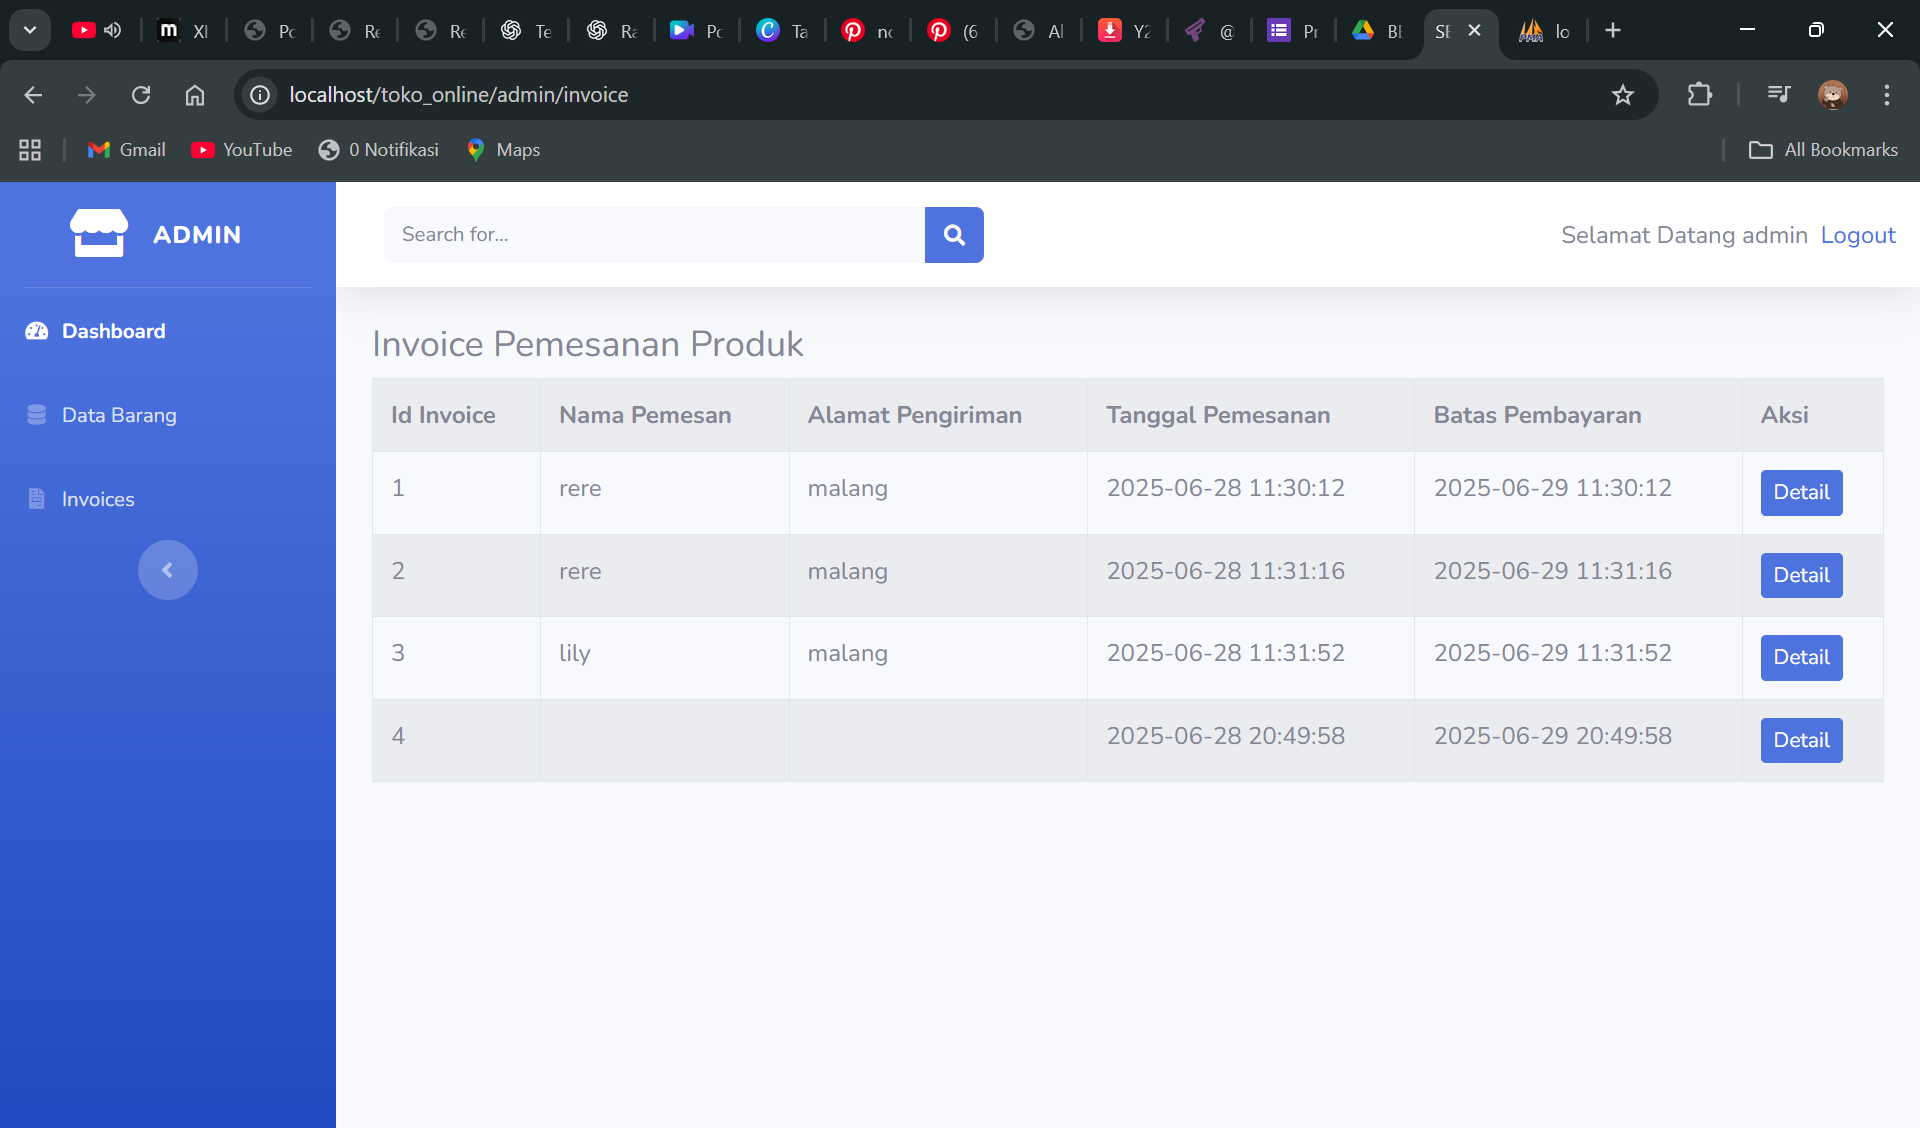 XI
Pc
Re
Re
Te
Ra
Pc
Ta
nc
(6
Al
Y2
@
Pr
BE
SE
lo
localhost/toko_online/admin/invoice
Gmail
YouTube
0 Notifikasi
Maps
All Bookmarks
ADMIN
Search for...
Selamat Datang admin Logout
Dashboard
Data Barang
Invoices
Invoice Pemesanan Produk
Id Invoice Nama Pemesan Alamat Pengiriman Tanggal Pemesanan Batas Pembayaran Aksi
1 rere malang 2025-06-28 11:30:12 2025-06-29 11:30:12 Detail
2 rere malang 2025-06-28 11:31:16 2025-06-29 11:31:16 Detail
3 lily malang 2025-06-28 11:31:52 2025-06-29 11:31:52 Detail
4 2025-06-28 20:49:58 2025-06-29 20:49:58 Detail